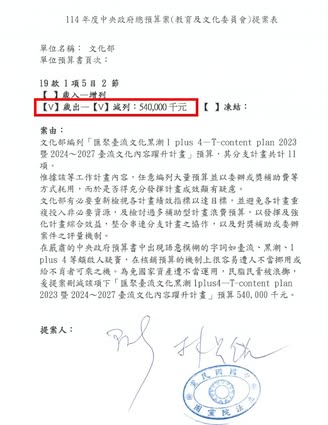 114 年度中央政府總預算案(教育及文化委員會)提案表
單位名稱： 文化部
單位預算書頁次：
19款 1項 5目 2 節
【 】歲入—增列
【V】歲出—【V】減列：540,000千元　【 】凍結：
案由：
文化部編列「匯聚臺流文化黑潮1 plus 4—T-content plan 2023
暨 2024～2027 臺流文化內容躍升計畫」預算，其分支計畫共計 11
項。
根據該等工作計畫內容，任意編列大量預算並以委辦或獎補助費等
方式耗用，而於是否得充分發揮計畫成效頗有疑慮。
文化部有必要重新檢視各計畫績效指標以達目標，並避免各計畫重
複投入非必要資源，及檢討過多補助型計畫浪費預算，以發揮及強
化計畫綜合效益，整合串連分支計畫之協作，以及對獎補助或委辦
案件之評量機制。
在嚴肅的中央政府預算書中出現語意模糊的字詞如臺流、黑潮、1
plus 4 等頗啟人疑竇，在核銷預算的機制上很容易遭人不當挪用或
給不肖者可乘之機。為免國家資產遭不當運用，民脂民膏被浪擲，
爰提案刪減該項下「匯聚臺流文化黑潮 1plus4—T-content plan 2023
暨 2024～2027 臺流文化內容躍升計畫」預算 540,000 千元。
提案人：